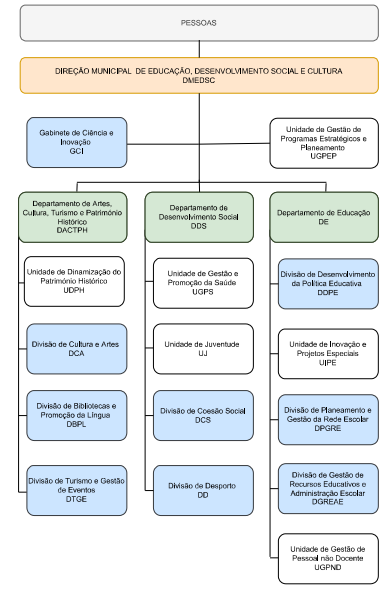 PESSOAS
DIREÇÃO MUNICIPAL DE EDUCAÇÃO, DESENVOLVIMENTO SOCIAL E CULTURA
DMEDSC
Gabinete de Ciência e
Inovação
GCI
Unidade de Gestão de
Programas Estratégicos e
Planeamento
UGPEP
Departamento de Artes,
Cultura, Turismo e Património
Histórico
DACTPH
Departamento de
Desenvolvimento Social
DDS
Departamento de Educação
DE
Unidade de Dinamização do
Património Histórico
UDPH
Unidade de Gestão e
Promoção da Saúde
UGPS
Divisão de Desenvolvimento
da Política Educativa
DDPE
Divisão de Cultura e Artes
DCA
Unidade de Juventude
UJ
Unidade de Inovação e
Projetos Especiais
UIPE
Divisão de Bibliotecas e
Promoção da Língua
DBPL
Divisão de Coesão Social
DCS
Divisão de Planeamento e
Gestão da Rede Escolar
DPGRE
Divisão de Turismo e Gestão
de Eventos
DTGE
Divisão de Desporto
DD
Divisão de Gestão de
Recursos Educativos e
Administração Escolar
DGREAE
Unidade de Gestão de
Pessoal não Docente
UGPND